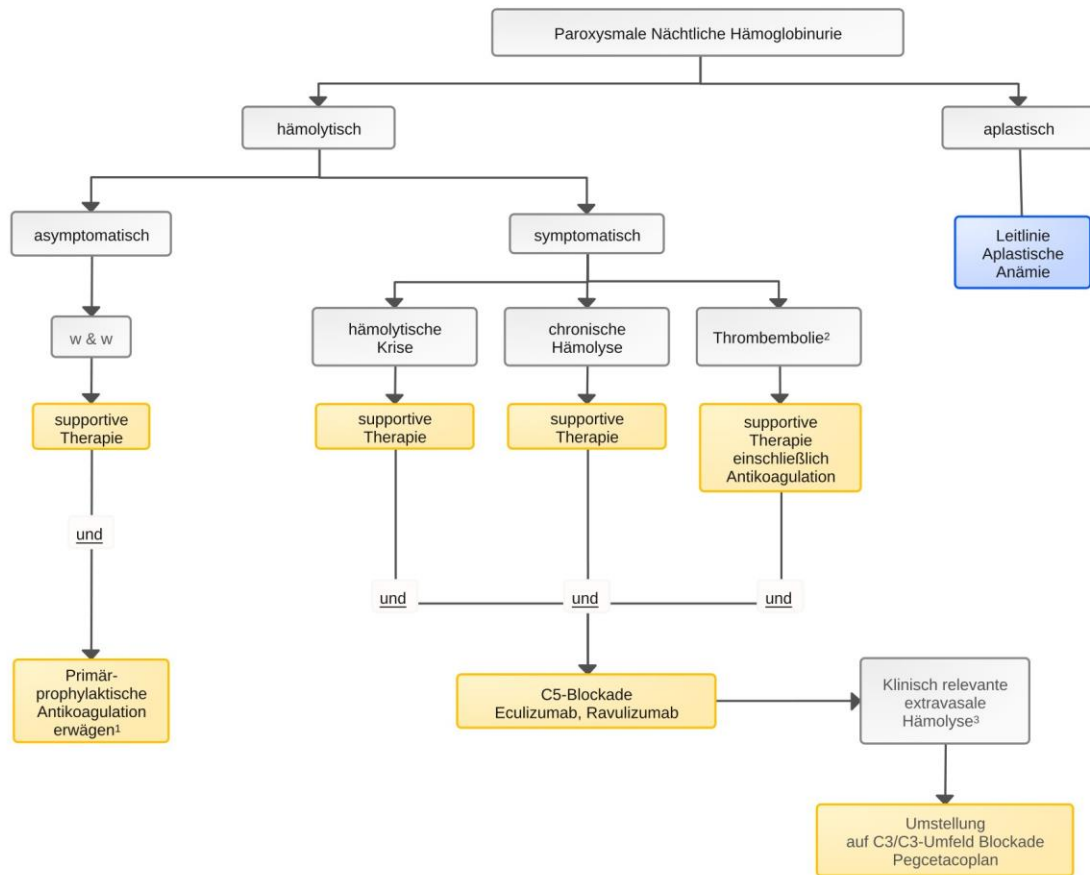 Paroxysmale Nächtliche Hämoglobinurie
hämolytisch
aplastisch
asymptomatisch
symptomatisch
Leitlinie
Aplastische
Anämie
w & w
hämolytische
Krise
chronische
Hämolyse
Thrombembolie²
supportive
Therapie
supportive
Therapie
supportive
Therapie
supportive
Therapie
einschließlich
Antikoagulation
und
und
und
und
Primär-
prophylaktische
Antikoagulation
erwägen¹
C5-Blockade
Eculizumab, Ravulizumab
Klinisch relevante
extravasale
Hämolyse³
Umstellung
auf C3/C3-Umfeld Blockade
Pegcetacoplan